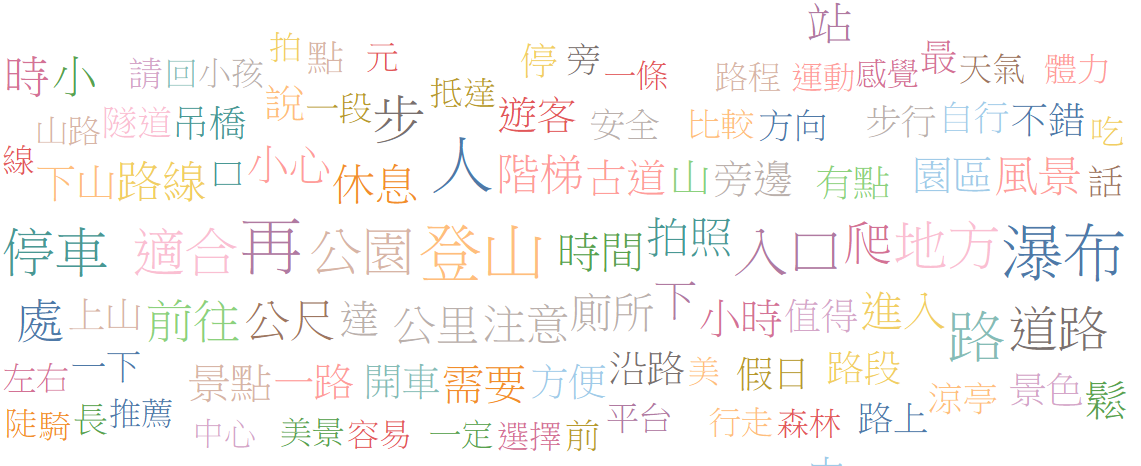 站
時 小 請 回 小孩 拍 點 元 停 旁 一條 路程 運動 感覺 最 天氣 體力
山路 隧道 吊橋 說 一段 步 抵達 遊客 安全 比較 方向 步行 自行 不錯 吃
線 下山 路線 口 小心 休息 人 階梯 古道 山 旁邊 有點 園區 風景 話
停車 適合 再 公園 登山 時間 拍照 入口 爬 地方 瀑布
處 上山 前往 公尺 達 公里 注意 廁所 下 小時 值得 進入 路 道路
左右 一下 景點 一路 開車 需要 方便 沿路 美 假日 路段 涼亭 景色 鬆
陡 騎 長 推薦 中心 美景 容易 一定 選擇 前 平台 行走 森林 路上